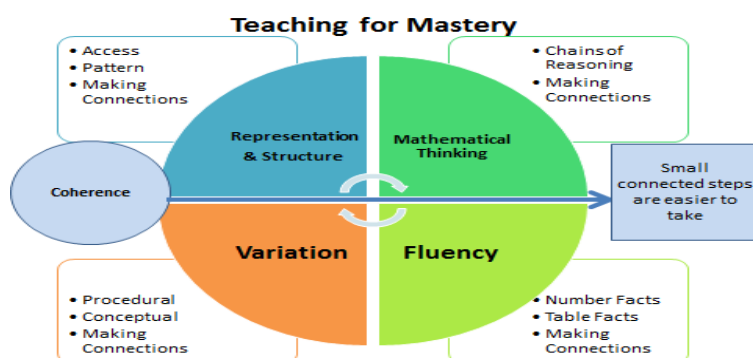 Teaching for Mastery
• Access
• Pattern
• Making
Connections
• Chains of
Reasoning
• Making
Connections
Representation
& Structure
Mathematical
Thinking
Coherence
Small
connected steps
are easier to
take
Variation
Fluency
• Procedural
• Conceptual
• Making
Connections
• Number Facts
• Table Facts
• Making
Connections